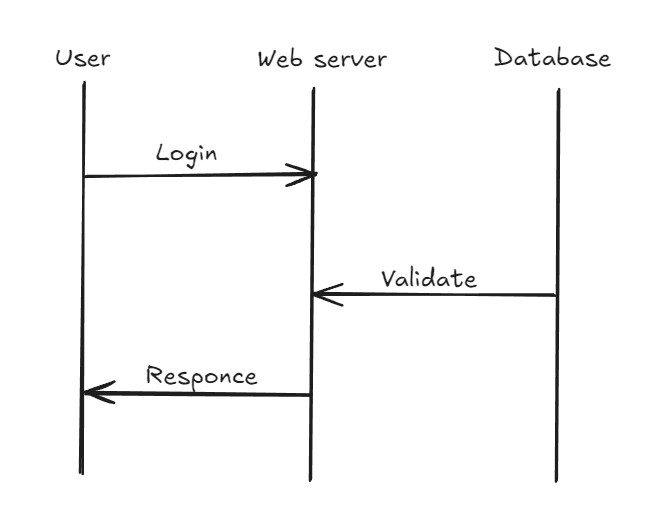 User
Web server
Database
Login
Validate
Responce